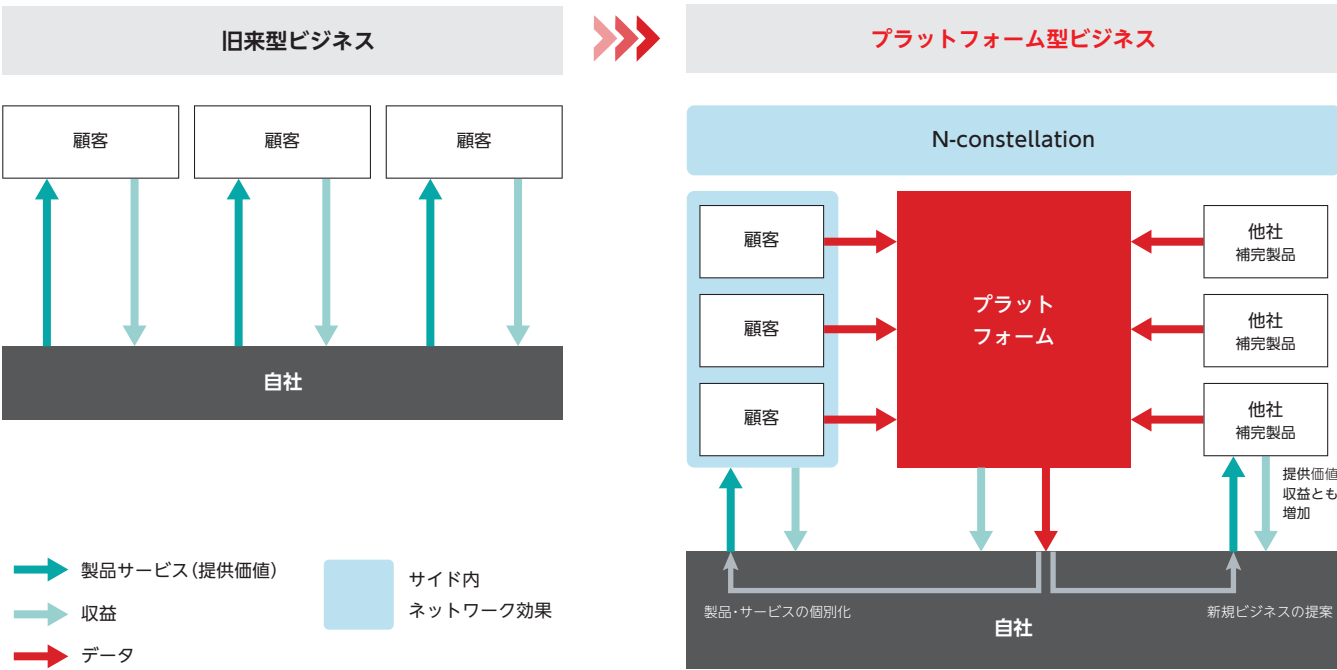 旧来型ビジネス
プラットフォーム型ビジネス
顧客
顧客
顧客
自社
製品サービス(提供価値)
収益
データ
サイド内
ネットワーク効果
N-constellation
顧客
顧客
顧客
プラット
フォーム
他社
補完製品
他社
補完製品
他社
補完製品
提供価値
収益とも
増加
製品・サービスの個別化
新規ビジネスの提案
自社